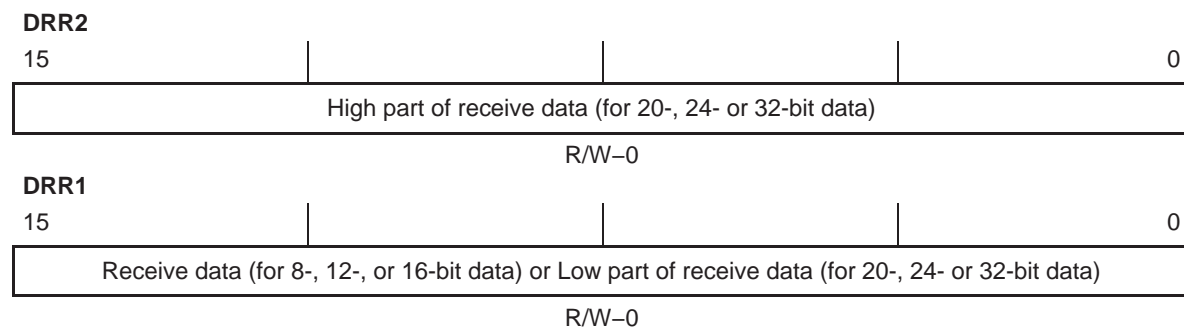 DRR2
15 0
High part of receive data (for 20-, 24- or 32-bit data)
R/W−0
DRR1
15 0
Receive data (for 8-, 12-, or 16-bit data) or Low part of receive data (for 20-, 24- or 32-bit data)
R/W−0